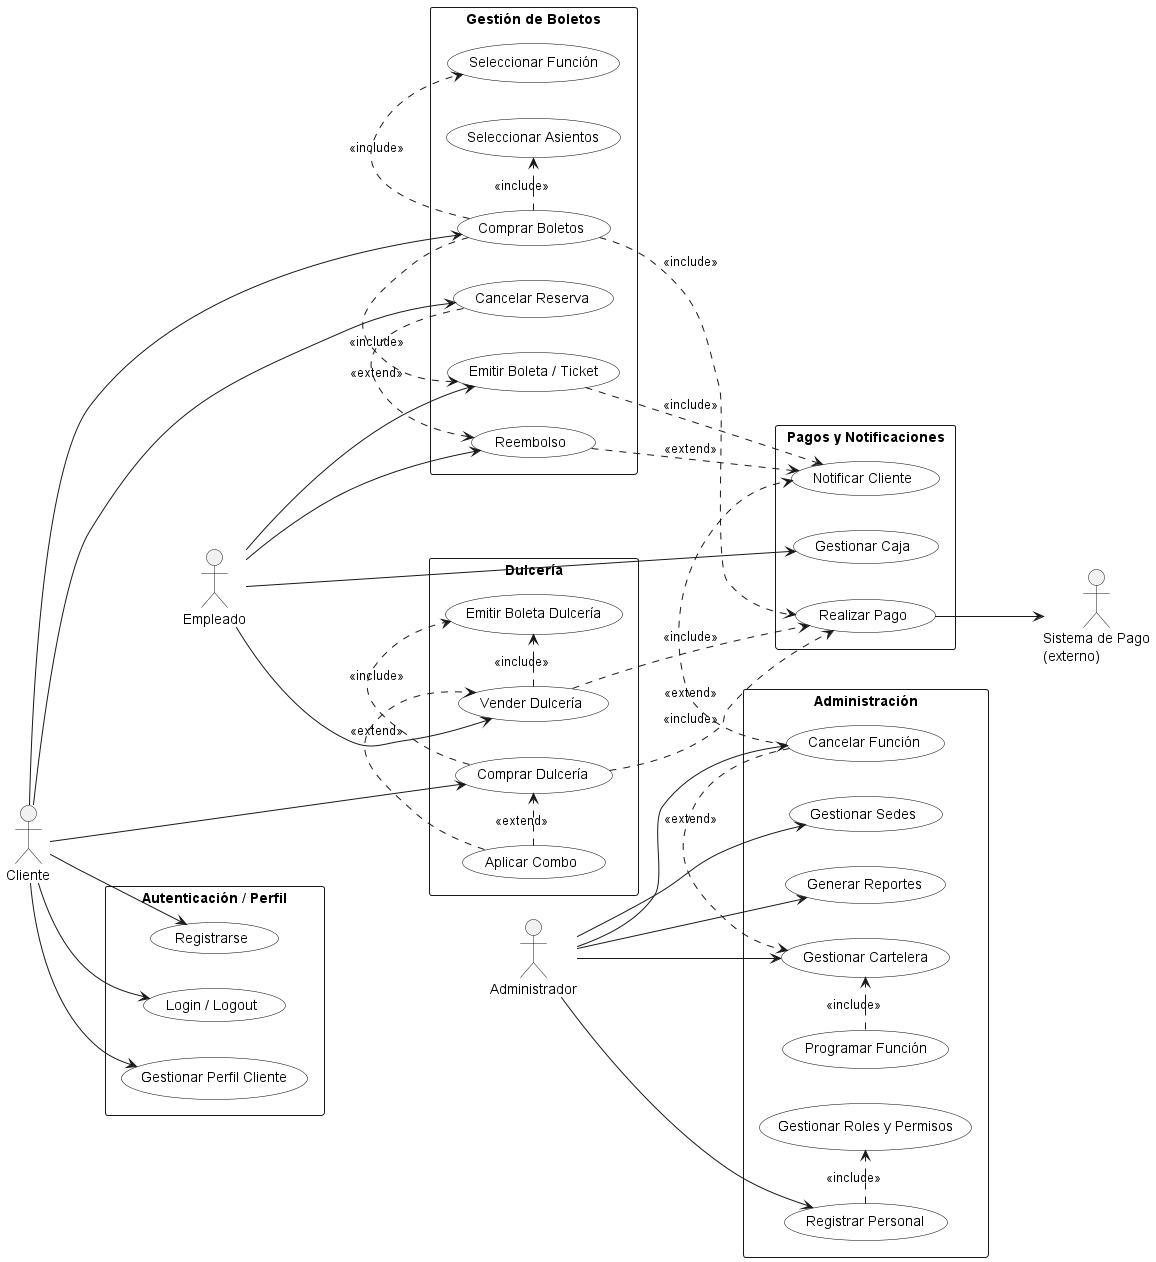 Gestión de Boletos
Seleccionar Función
«include»
Seleccionar Asientos
«include»
Comprar Boletos
«include»
Cancelar Reserva
«include»
Emitir Boleta / Ticket
«extend»
«include»
Reembolso
«extend»
Pagos y Notificaciones
Notificar Cliente
Gestionar Caja
Realizar Pago
Sistema de Pago
(externo)
Empleado
Dulcería
Emitir Boleta Dulcería
«include»
«include»
«include»
Vender Dulcería
«extend»
«extend»
«include»
Comprar Dulcería
«extend»
Aplicar Combo
Cliente
Administración
Cancelar Función
Gestionar Sedes
«extend»
Generar Reportes
Gestionar Cartelera
«include»
Programar Función
Gestionar Roles y Permisos
«include»
Registrar Personal
Administrador
Autenticación / Perfil
Registrarse
Login / Logout
Gestionar Perfil Cliente